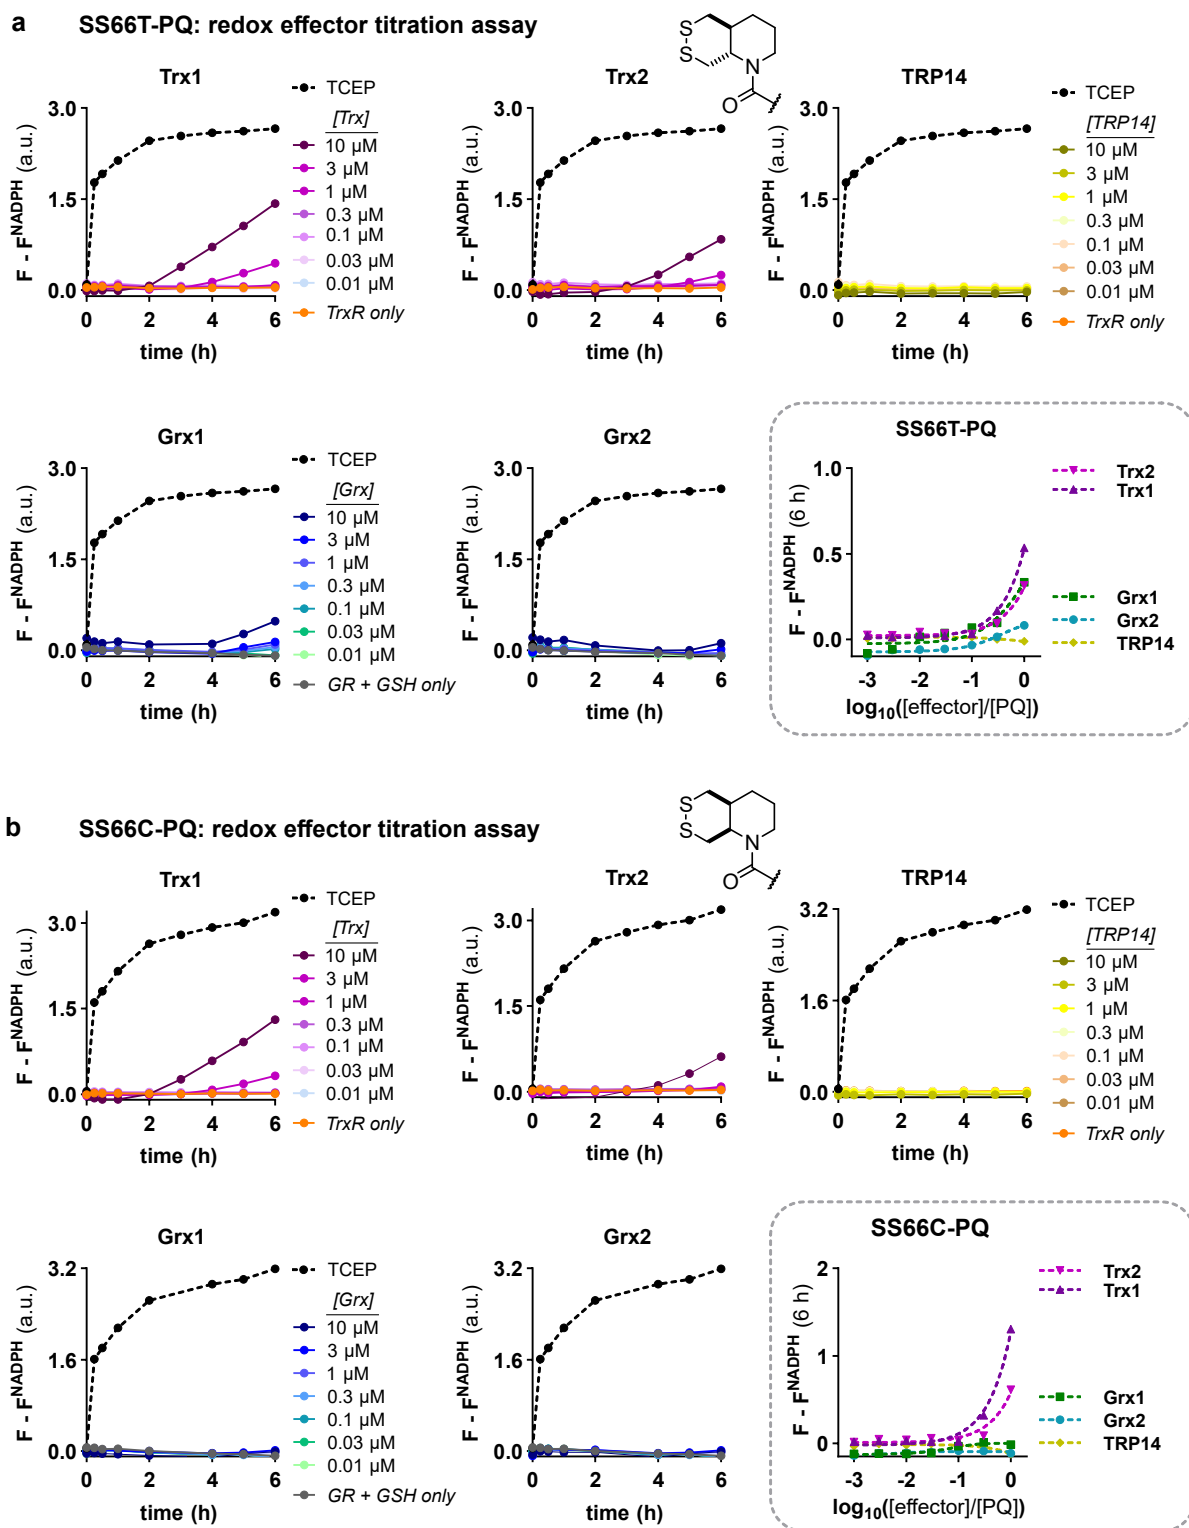 a SS66T-PQ: redox effector titration assay
S
S
N
O
Trx1
3.0
1.5
0.0
F - F^NADPH (a.u.)
0 2 4 6
time (h)
TCEP
[Trx]
10 µM
3 µM
1 µM
0.3 µM
0.1 µM
0.03 µM
0.01 µM
TrxR only
Trx2
3.0
1.5
0.0
F - F^NADPH (a.u.)
0 2 4 6
time (h)
TRP14
3.0
1.5
0.0
F - F^NADPH (a.u.)
0 2 4 6
time (h)
TCEP
[TRP14]
10 µM
3 µM
1 µM
0.3 µM
0.1 µM
0.03 µM
0.01 µM
TrxR only
Grx1
3.0
1.5
0.0
F - F^NADPH (a.u.)
0 2 4 6
time (h)
TCEP
[Grx]
10 µM
3 µM
1 µM
0.3 µM
0.1 µM
0.03 µM
0.01 µM
GR + GSH only
Grx2
3.0
1.5
0.0
F - F^NADPH (a.u.)
0 2 4 6
time (h)
SS66T-PQ
1.0
0.5
0.0
F - F^NADPH (6 h)
-3 -2 -1 0
log10([effector]/[PQ])
Trx2
Trx1
Grx1
Grx2
TRP14
b SS66C-PQ: redox effector titration assay
S
S
N
O
Trx1
3.0
1.5
0.0
F - F^NADPH (a.u.)
0 2 4 6
time (h)
TCEP
[Trx]
10 µM
3 µM
1 µM
0.3 µM
0.1 µM
0.03 µM
0.01 µM
TrxR only
Trx2
3.0
1.5
0.0
F - F^NADPH (a.u.)
0 2 4 6
time (h)
TRP14
3.2
1.6
0.0
F - F^NADPH (a.u.)
0 2 4 6
time (h)
TCEP
[TRP14]
10 µM
3 µM
1 µM
0.3 µM
0.1 µM
0.03 µM
0.01 µM
TrxR only
Grx1
3.2
1.6
0.0
F - F^NADPH (a.u.)
0 2 4 6
time (h)
TCEP
[Grx]
10 µM
3 µM
1 µM
0.3 µM
0.1 µM
0.03 µM
0.01 µM
GR + GSH only
Grx2
3.2
1.6
0.0
F - F^NADPH (a.u.)
0 2 4 6
time (h)
SS66C-PQ
2
1
0
F - F^NADPH (6 h)
-3 -2 -1 0
log10([effector]/[PQ])
Trx2
Trx1
Grx1
Grx2
TRP14